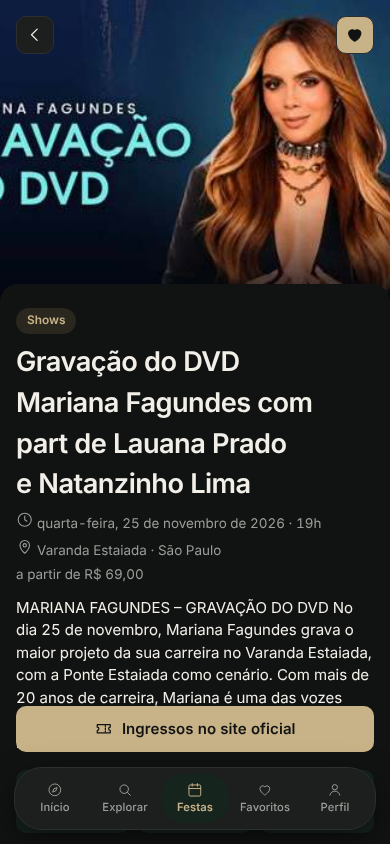 NA FAGUNDES
AVAÇÃO
DVD
Shows
Gravação do DVD
Mariana Fagundes com
part de Lauana Prado
e Natanzinho Lima
quarta-feira, 25 de novembro de 2026 · 19h
Varanda Estaiada · São Paulo
a partir de R$ 69,00
MARIANA FAGUNDES – GRAVAÇÃO DO DVD No
dia 25 de novembro, Mariana Fagundes grava o
maior projeto da sua carreira no Varanda Estaiada,
com a Ponte Estaiada como cenário. Com mais de
20 anos de carreira, Mariana é uma das vozes
Ingressos no site oficial
Início Explorar Festas Favoritos Perfil